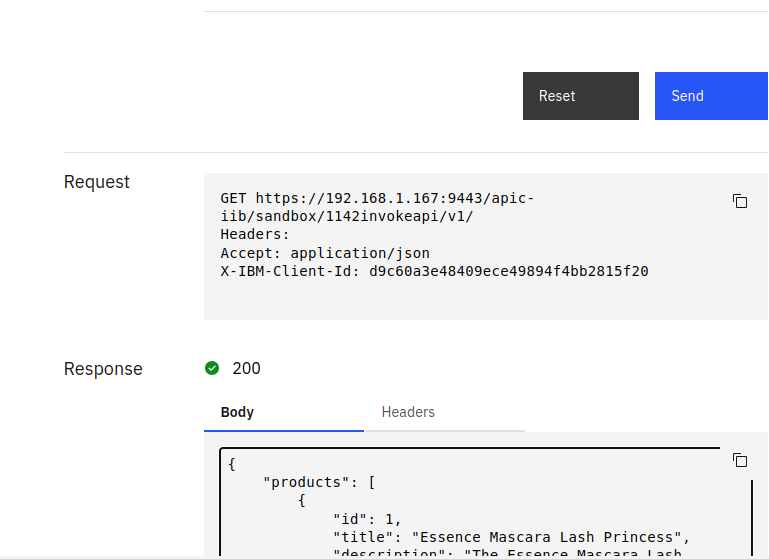 Reset
Send
Request
GET https://192.168.1.167:9443/apic-
iib/sandbox/1142invokeapi/v1/
Headers:
Accept: application/json
X-IBM-Client-Id: d9c60a3e48409ece49894f4bb2815f20
Response
200
Body
Headers
{
"products": [
{
"id": 1,
"title": "Essence Mascara Lash Princess",
"description": "The Essence Mascara Lash